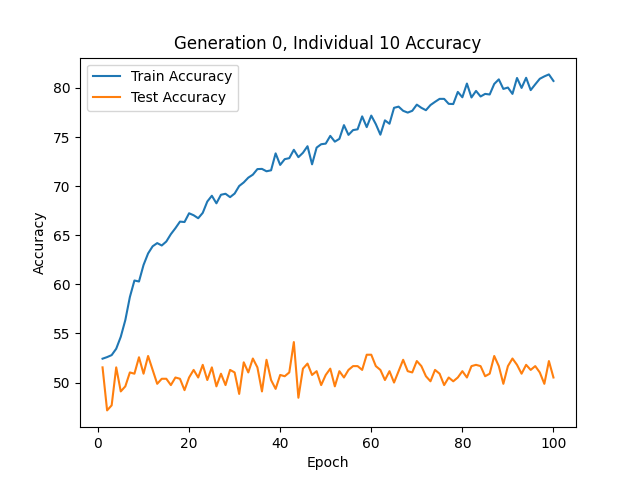 Generation 0, Individual 10 Accuracy
Train Accuracy
Test Accuracy
80
75
70
65
60
55
50
Accuracy
0 20 40 60 80 100
Epoch